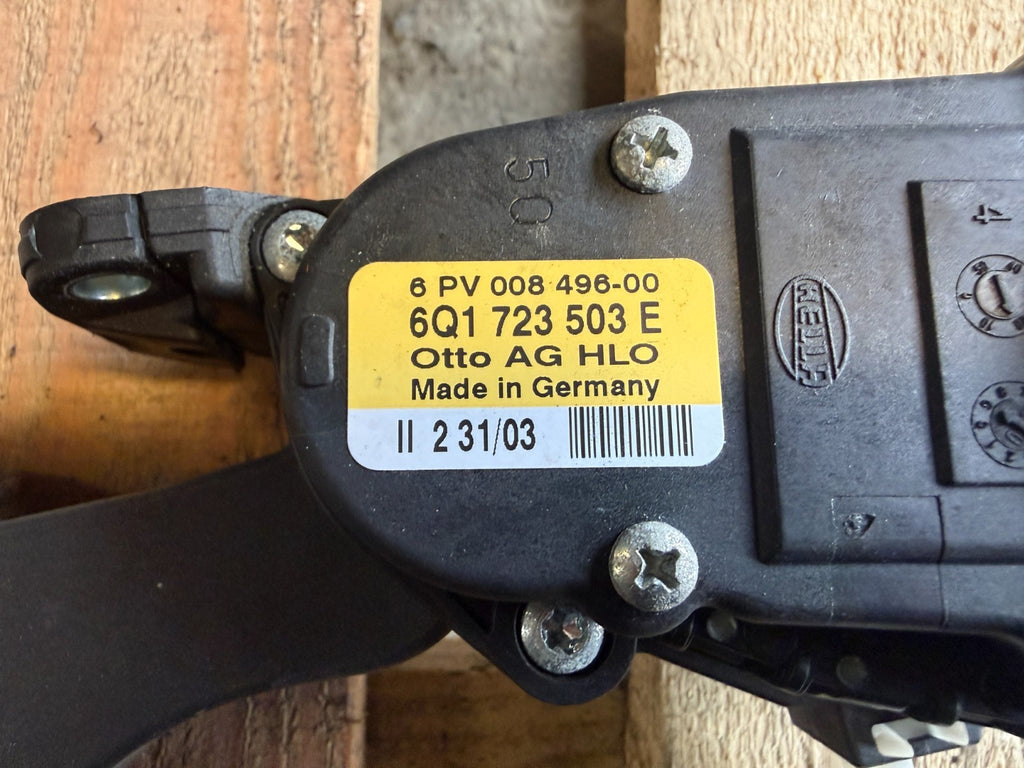 50
6 PV 008 496-00
6Q1 723 503 E
Otto AG HLO
Made in Germany
II 2 31/03
HELLA
4